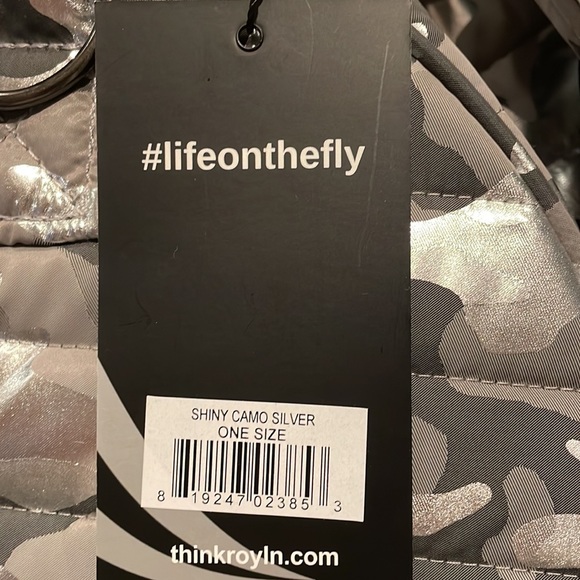 #lifeonthefly
SHINY CAMO SILVER
ONE SIZE
8 19247 02385 3
thinkroyln.com